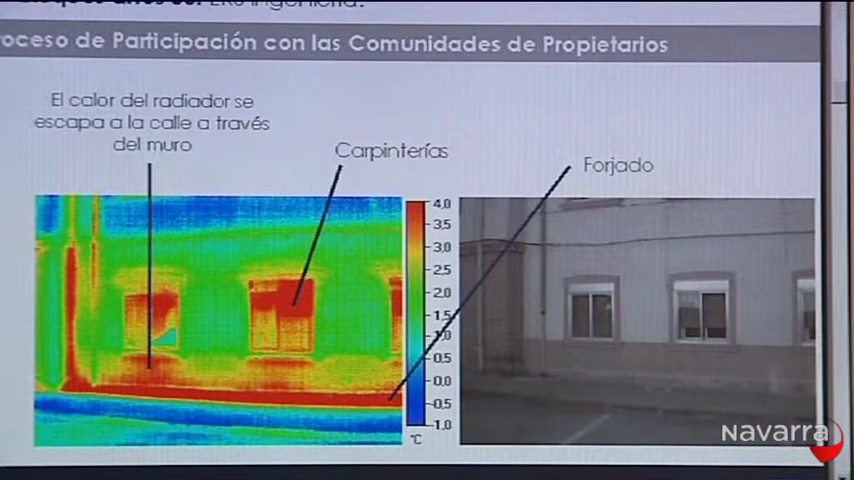 roceso de Participación con las Comunidades de Propietarios
El calor del radiador se
escapa a la calle a través
del muro
Carpinterías
Forjado
4,0
3,5
3,0
2,5
2,0
1,5
1,0
0,5
0,0
-0,5
-1,0
°C
NAVARRA